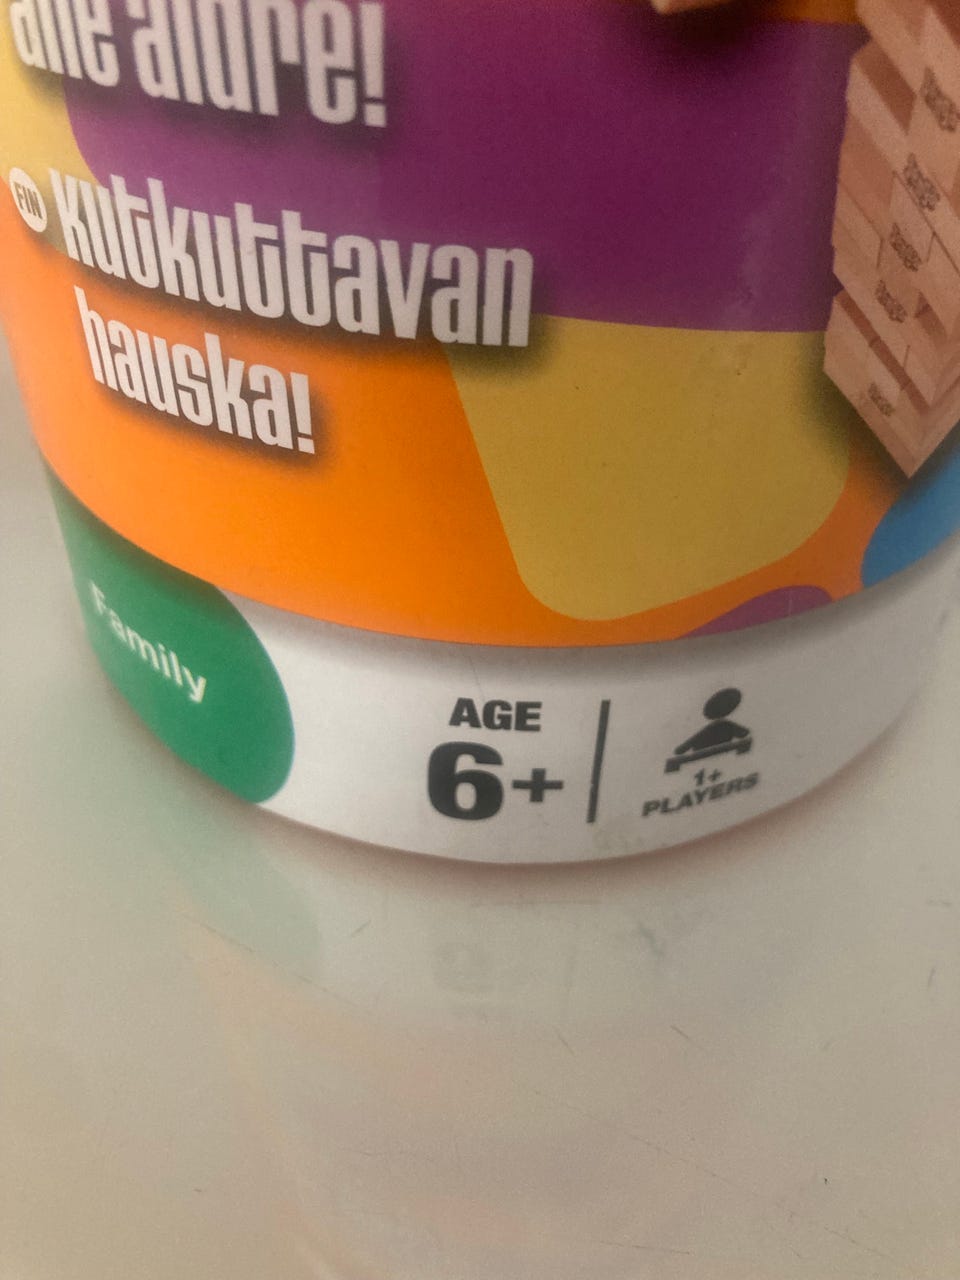 alle aldre!
FIN
Kutkuttavan
hauska!
Family
AGE
6+
1+
PLAYERS